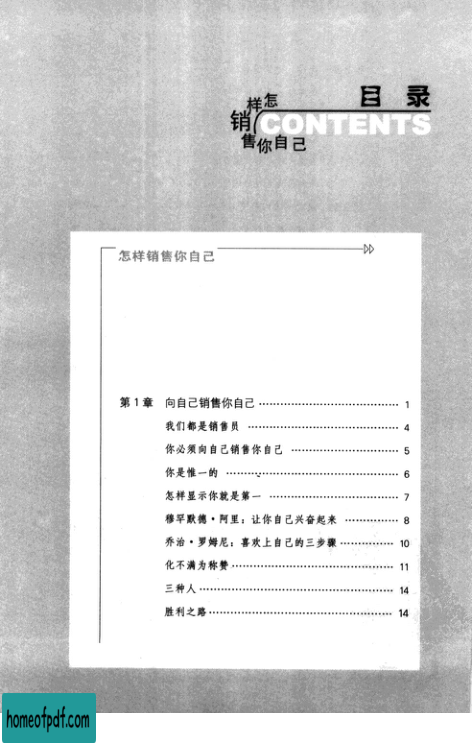 怎样
销售你自己
目 录
CONTENTS
怎样销售你自己
第1章 向自己销售你自己 ……………………………… 1
我们都是销售员 ……………………………… 4
你必须向自己销售你自己 ……………………… 5
你是惟一的 ……………………………………… 6
怎样显示你就是第一 …………………………… 7
穆罕默德·阿里：让你自己兴奋起来 ………… 8
乔治·罗姆尼：喜欢上自己的三步骤 ………… 10
化不满为称赞 …………………………………… 11
三种人 …………………………………………… 14
胜利之路 ………………………………………… 14
homeofpdf.com